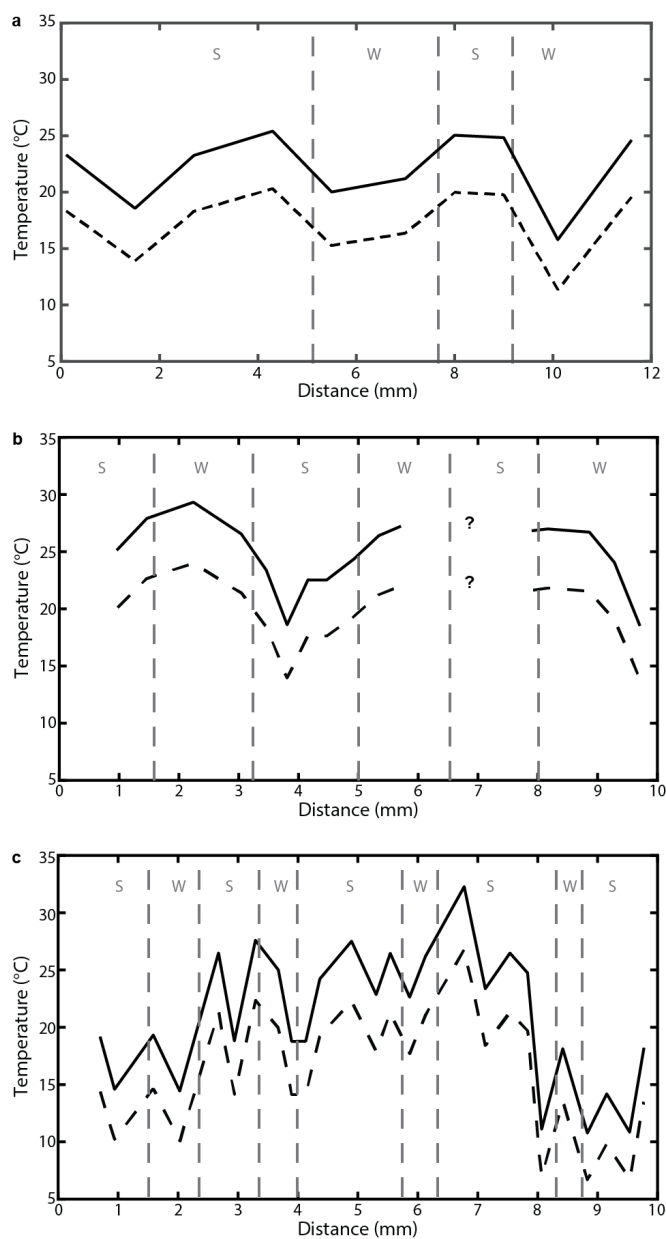 a
35
30
25
20
15
10
5
Temperature (°C)
S W S W
0 2 4 6 8 10 12
Distance (mm)
b
35
30
25
20
15
10
5
Temperature (°C)
S W S W S W
?
?
0 1 2 3 4 5 6 7 8 9 10
Distance (mm)
c
35
30
25
20
15
10
5
Temperature (°C)
S W S W S W S W S
0 1 2 3 4 5 6 7 8 9 10
Distance (mm)